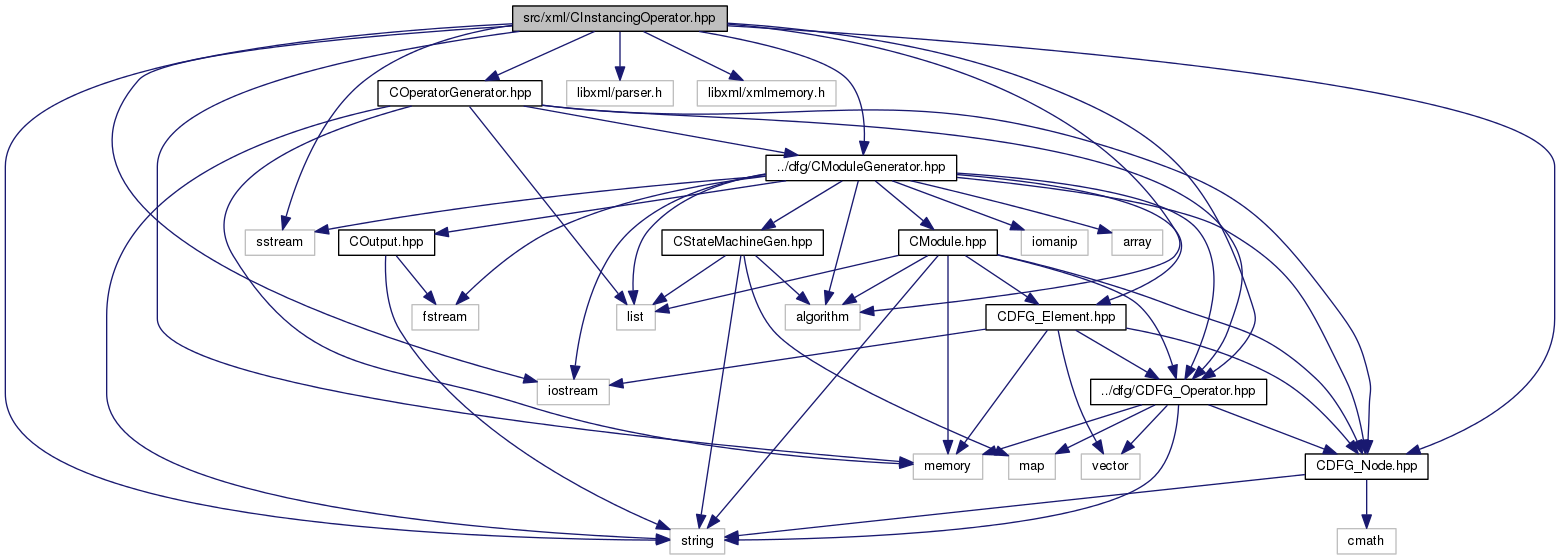 src/xml/CInstancingOperator.hpp
COperatorGenerator.hpp
libxml/parser.h
libxml/xmlmemory.h
../dfg/CModuleGenerator.hpp
sstream
COutput.hpp
CStateMachineGen.hpp
CModule.hpp
iomanip
array
fstream
list
algorithm
CDFG_Element.hpp
iostream
../dfg/CDFG_Operator.hpp
memory
map
vector
CDFG_Node.hpp
string
cmath